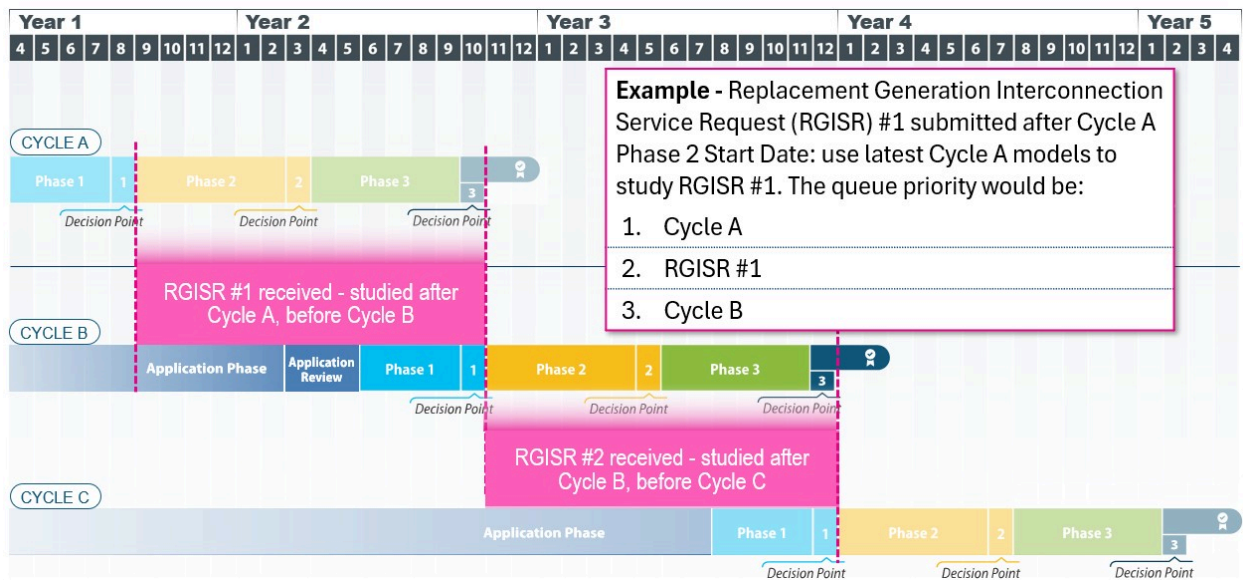 Year 1 Year 2 Year 3 Year 4 Year 5
4 5 6 7 8 9 10 11 12 1 2 3 4 5 6 7 8 9 10 11 12 1 2 3 4 5 6 7 8 9 10 11 12 1 2 3 4 5 6 7 8 9 10 11 12 1 2 3 4
Example - Replacement Generation Interconnection
Service Request (RGISR) #1 submitted after Cycle A
Phase 2 Start Date: use latest Cycle A models to
study RGISR #1. The queue priority would be:
1. Cycle A
2. RGISR #1
3. Cycle B
CYCLE A
Phase 1 1 Phase 2 2 Phase 3 3
Decision Point Decision Point Decision Point
RGISR #1 received - studied after
Cycle A, before Cycle B
CYCLE B
Application Phase Application Review Phase 1 1 Phase 2 2 Phase 3 3
Decision Point Decision Point Decision Point
RGISR #2 received - studied after
Cycle B, before Cycle C
CYCLE C
Application Phase Phase 1 1 Phase 2 2 Phase 3 3
Decision Point Decision Point Decision Point